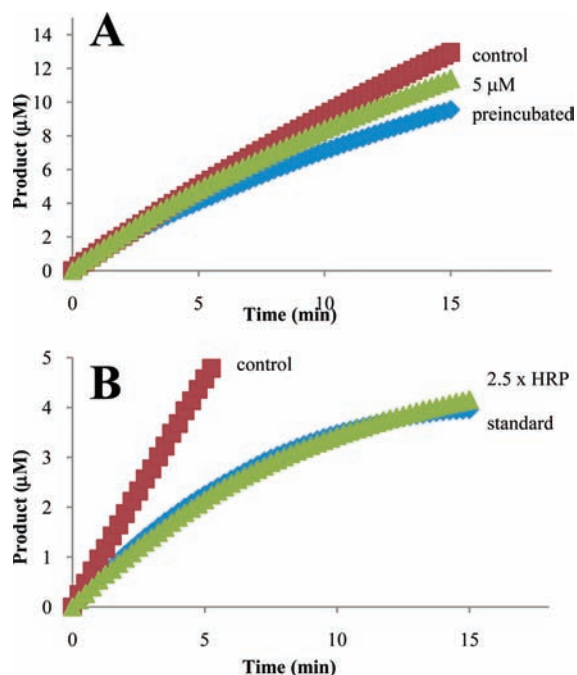 A
14
12
10
8
6
4
2
0
Product (µM)
control
5 µM
preincubated
0 5 10 15
Time (min)
B
5
4
3
2
1
0
Product (µM)
control
2.5 x HRP
standard
0 5 10 15
Time (min)